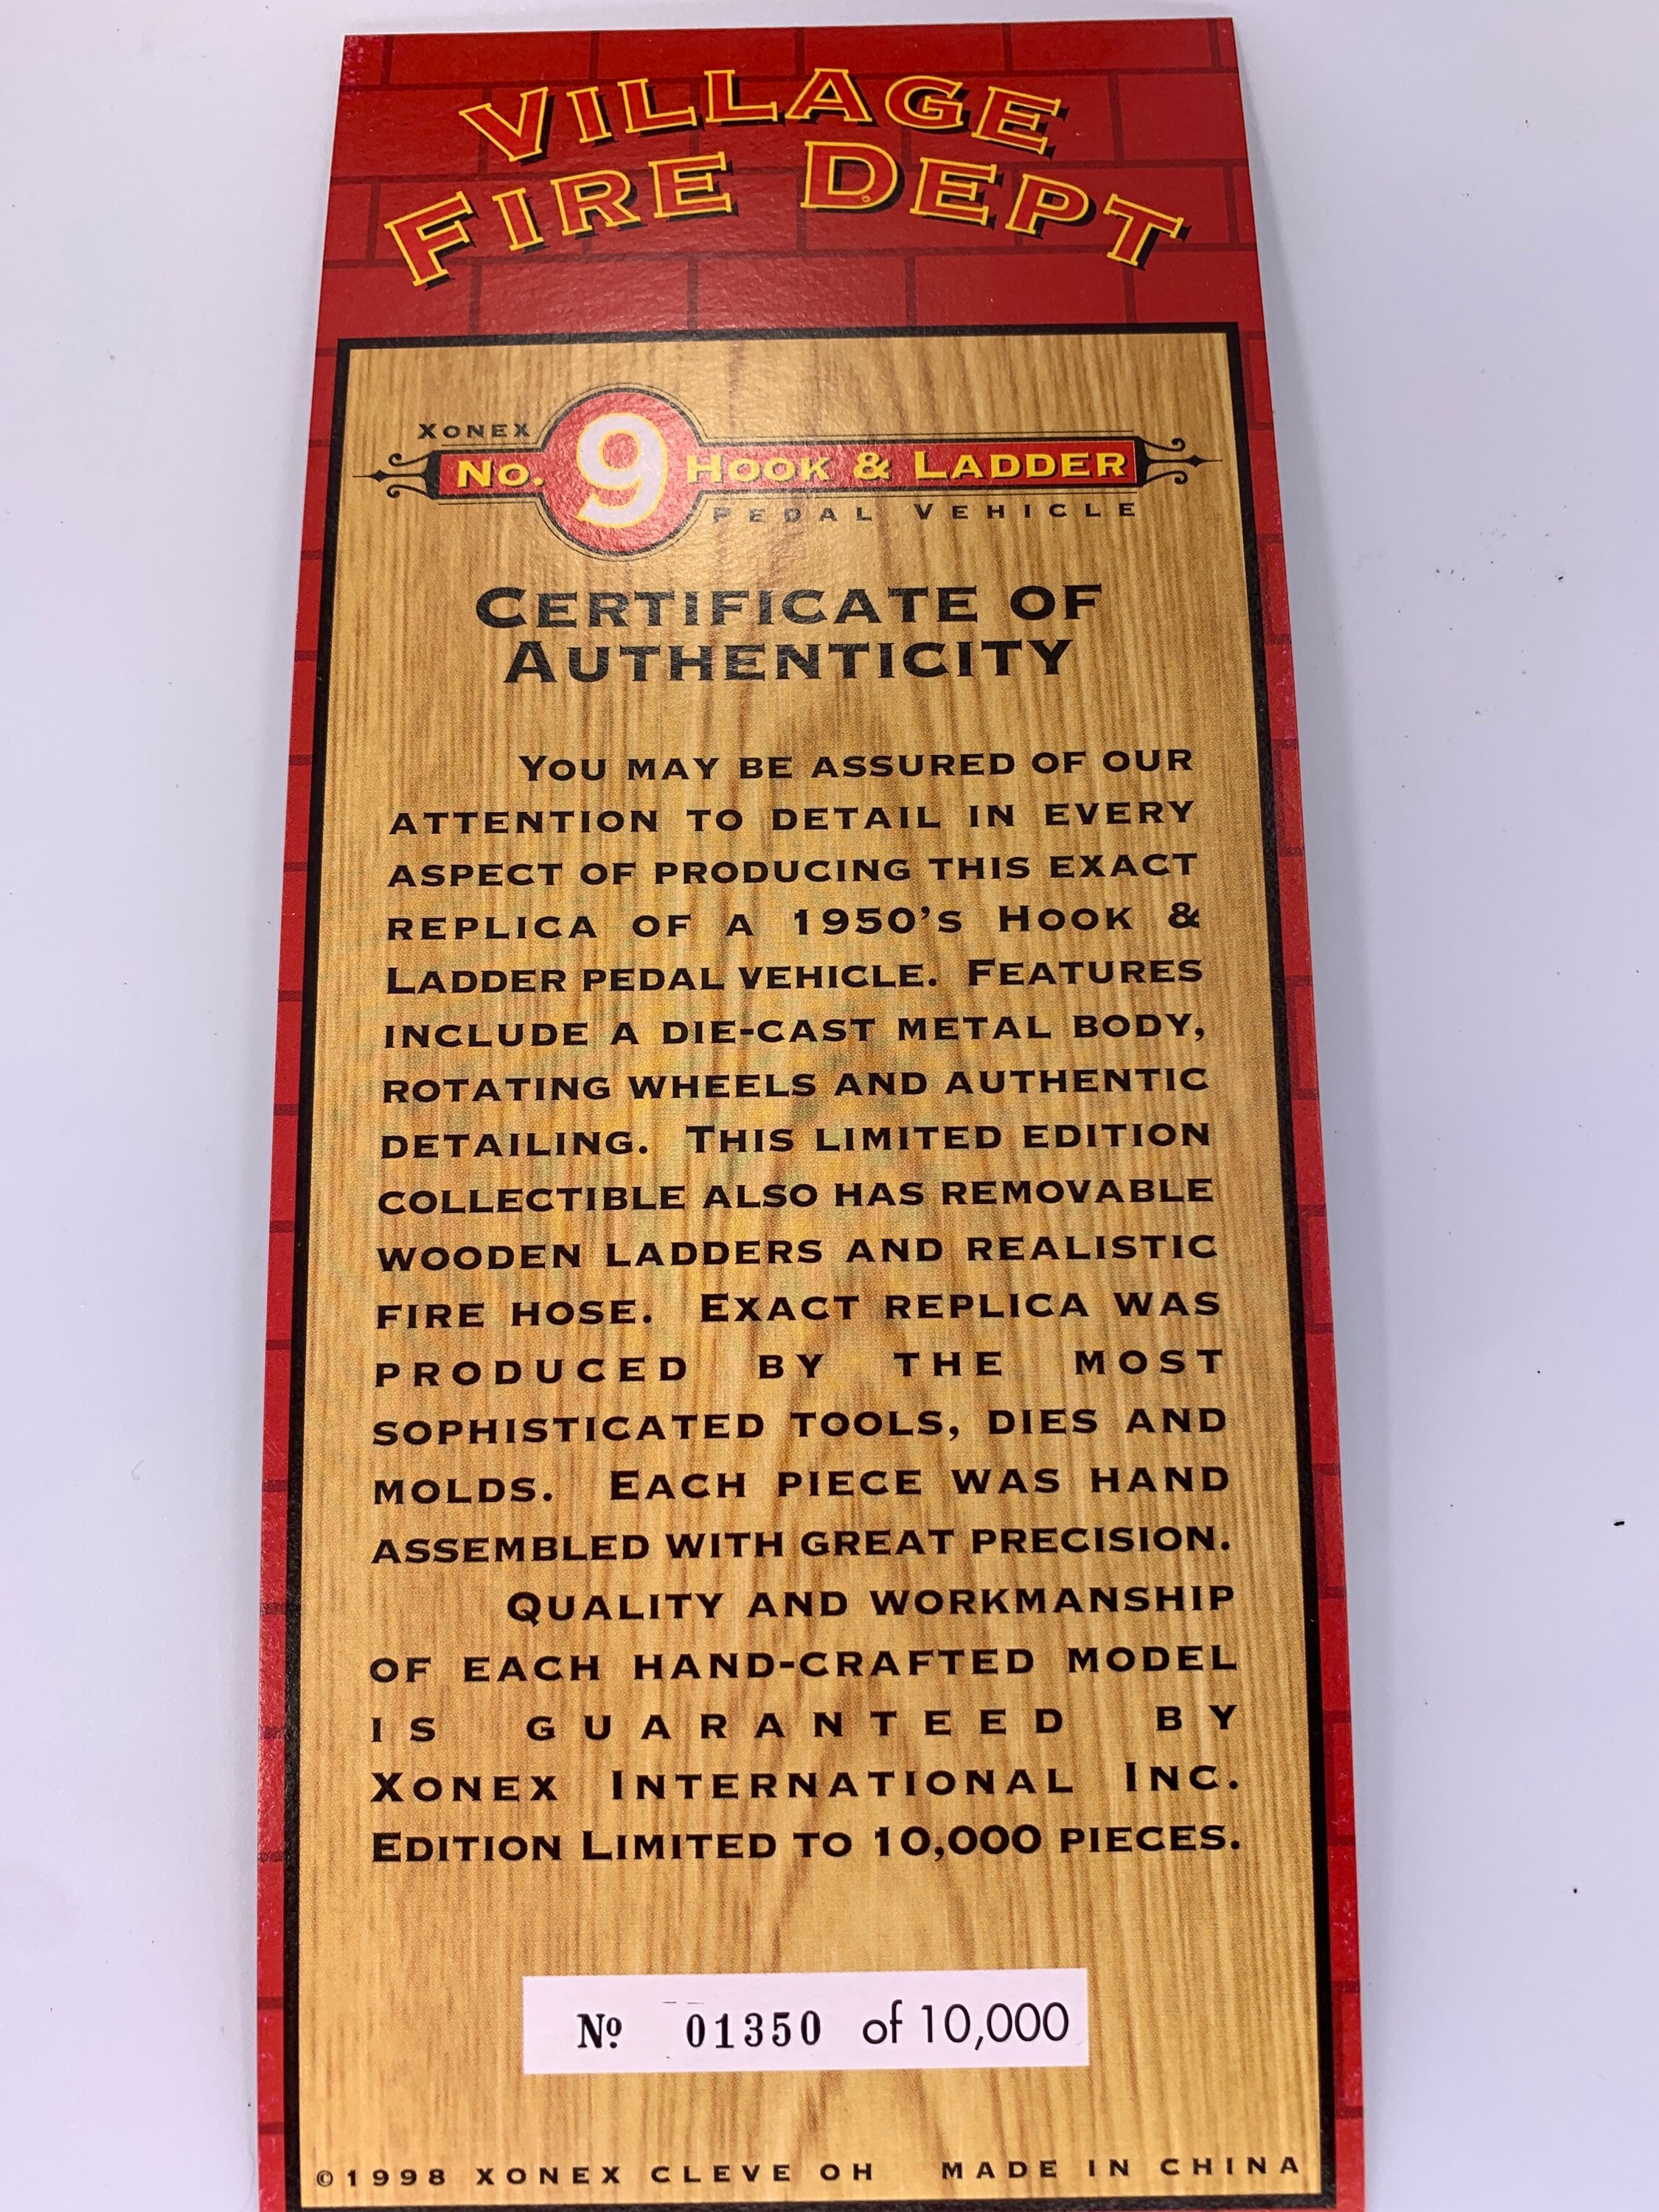 VILLAGE
FIRE DEPT
XONEX
No. 9 HOOK & LADDER
PEDAL VEHICLE
CERTIFICATE OF
AUTHENTICITY
YOU MAY BE ASSURED OF OUR
ATTENTION TO DETAIL IN EVERY
ASPECT OF PRODUCING THIS EXACT
REPLICA OF A 1950'S HOOK &
LADDER PEDAL VEHICLE. FEATURES
INCLUDE A DIE-CAST METAL BODY,
ROTATING WHEELS AND AUTHENTIC
DETAILING. THIS LIMITED EDITION
COLLECTIBLE ALSO HAS REMOVABLE
WOODEN LADDERS AND REALISTIC
FIRE HOSE. EXACT REPLICA WAS
PRODUCED BY THE MOST
SOPHISTICATED TOOLS, DIES AND
MOLDS. EACH PIECE WAS HAND
ASSEMBLED WITH GREAT PRECISION.
QUALITY AND WORKMANSHIP
OF EACH HAND-CRAFTED MODEL
IS GUARANTEED BY
XONEX INTERNATIONAL INC.
EDITION LIMITED TO 10,000 PIECES.
Nº 01350 of 10,000
©1998 XONEX CLEVE OH MADE IN CHINA